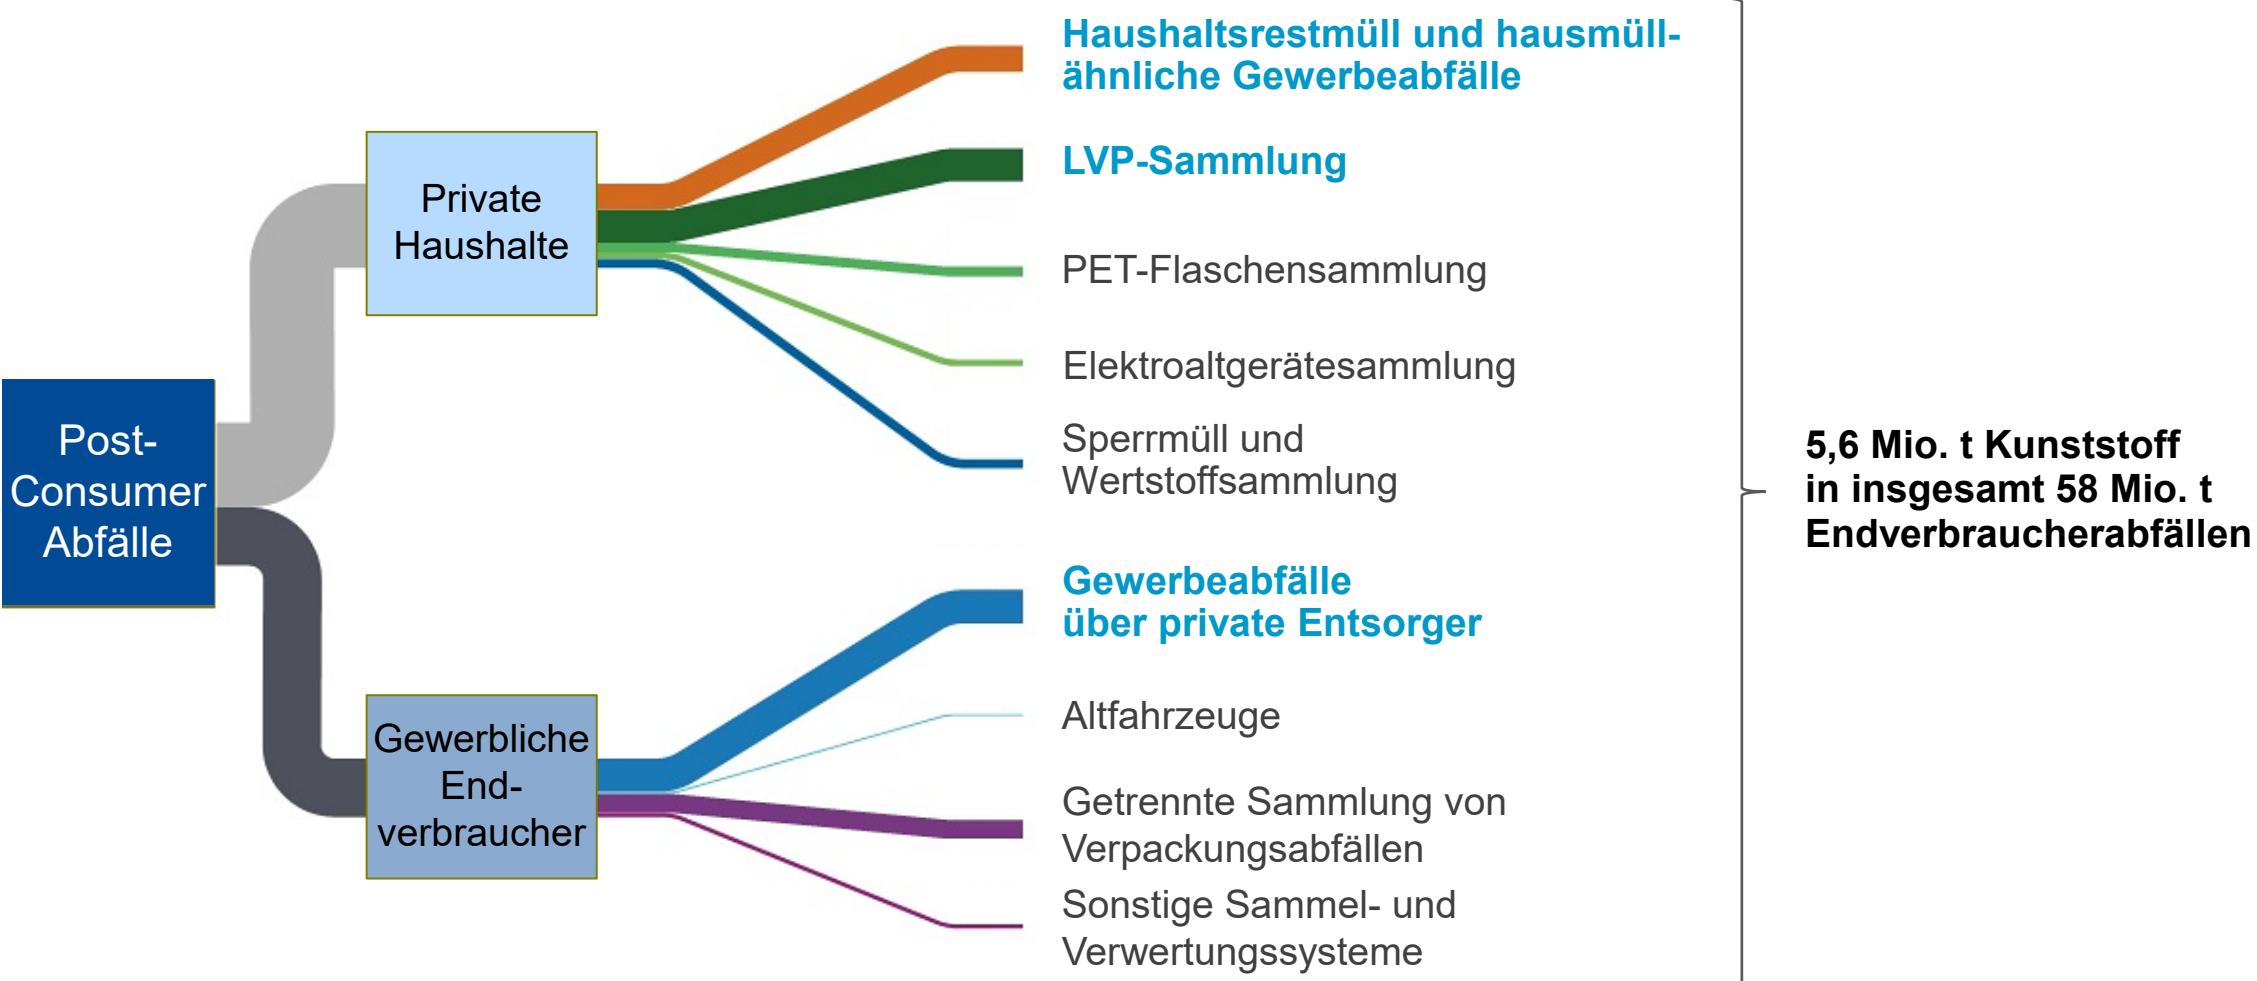 Haushaltsrestmüll und hausmüll-
ähnliche Gewerbeabfälle
LVP-Sammlung
Private
Haushalte
PET-Flaschensammlung
Elektroaltgerätesammlung
Sperrmüll und
Wertstoffsammlung
Post-
Consumer
Abfälle
5,6 Mio. t Kunststoff
in insgesamt 58 Mio. t
Endverbraucherabfällen
Gewerbeabfälle
über private Entsorger
Gewerbliche
End-
verbraucher
Altfahrzeuge
Getrennte Sammlung von
Verpackungsabfällen
Sonstige Sammel- und
Verwertungssysteme